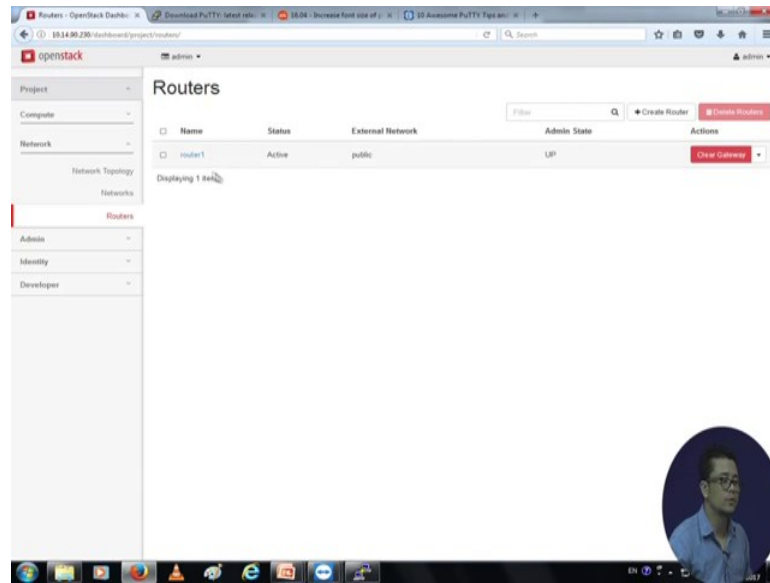 Routers - OpenStack Dashbo
Download PuTTY: latest relea
16.04 - Increase font size of
10 Awesome PuTTY Tips and
10.14.90.230/dashboard/project/routers/
Search
openstack
admin
admin
Project
Compute
Network
Network Topology
Networks
Routers
Admin
Identity
Developer
Routers
Filter
+ Create Router
Delete Routers
Name Status External Network Admin State Actions
router1 Active public UP Clear Gateway
Displaying 1
EN